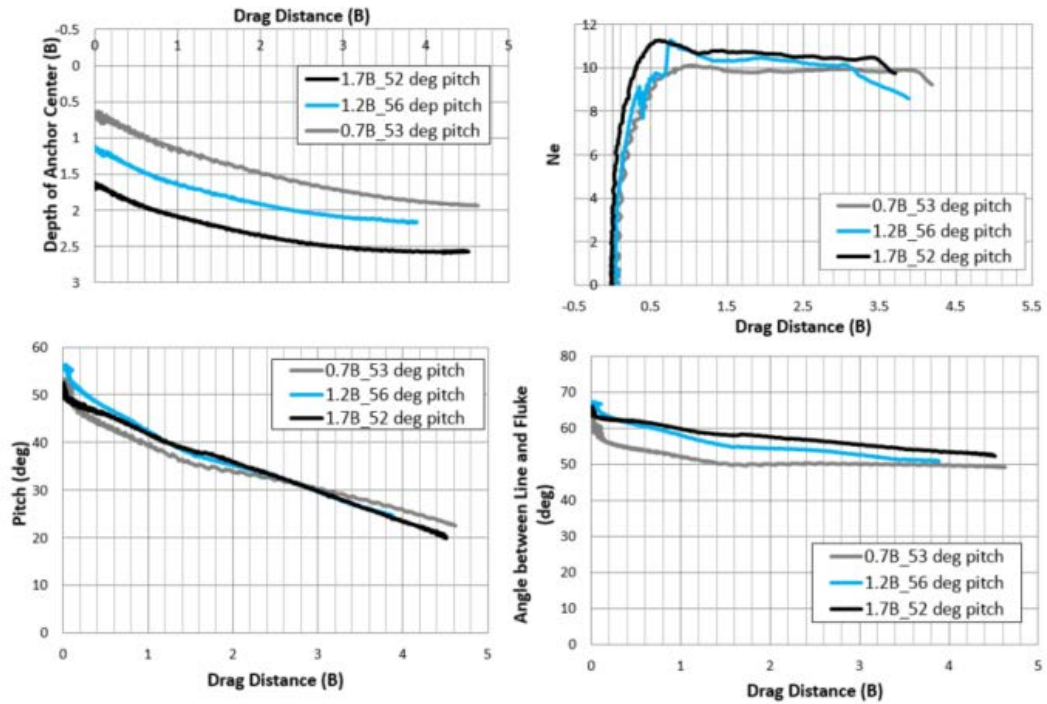 Drag Distance (B)
-0.5
0 1 2 3 4 5
0
0.5
1
1.5
2
2.5
3
Depth of Anchor Center (B)
1.7B_52 deg pitch
1.2B_56 dep pitch
0.7B_53 deg pitch
12
10
8
6
4
2
0
Ne
0.7B_53 deg pitch
1.2B_56 deg pitch
1.7B_52 deg pitch
-0.5 0.5 1.5 2.5 3.5 4.5 5.5
Drag Distance (B)
60
50
40
30
20
10
0
Pitch (deg)
0.7B_53 deg pitch
1.2B_56 deg pitch
1.7B_52 deg pitch
0 1 2 3 4 5
Drag Distance (B)
80
70
60
50
40
30
20
10
0
Angle between Line and Fluke
(deg)
0.7B_53 deg pitch
1.2B_56 deg pitch
1.7B_52 deg pitch
0 1 2 3 4 5
Drag Distance (B)